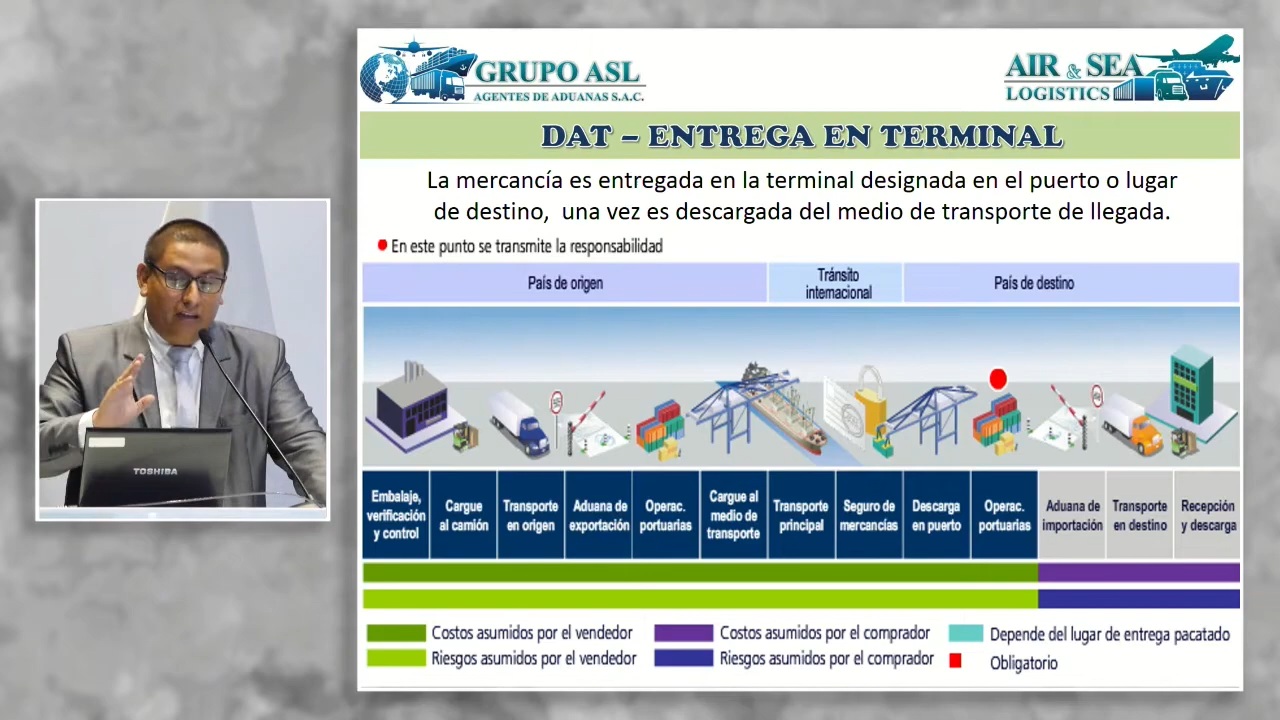 GRUPO ASL
AGENTES DE ADUANAS S.A.C.
AIR & SEA
LOGISTICS
DAT – ENTREGA EN TERMINAL
La mercancía es entregada en la terminal designada en el puerto o lugar
de destino, una vez es descargada del medio de transporte de llegada.
En este punto se transmite la responsabilidad
País de origen
Tránsito
internacional
País de destino
Embalaje,
verificación
y control
Cargue
al camión
Transporte
en origen
Aduana de
exportación
Operac.
portuarias
Cargue al
medio de
transporte
Transporte
principal
Seguro de
mercancías
Descarga
en puerto
Operac.
portuarias
Aduana de
importación
Transporte
en destino
Recepción
y descarga
Costos asumidos por el vendedor
Costos asumidos por el comprador
Depende del lugar de entrega pacatado
Riesgos asumidos por el vendedor
Riesgos asumidos por el comprador
Obligatorio
TOSHIBA